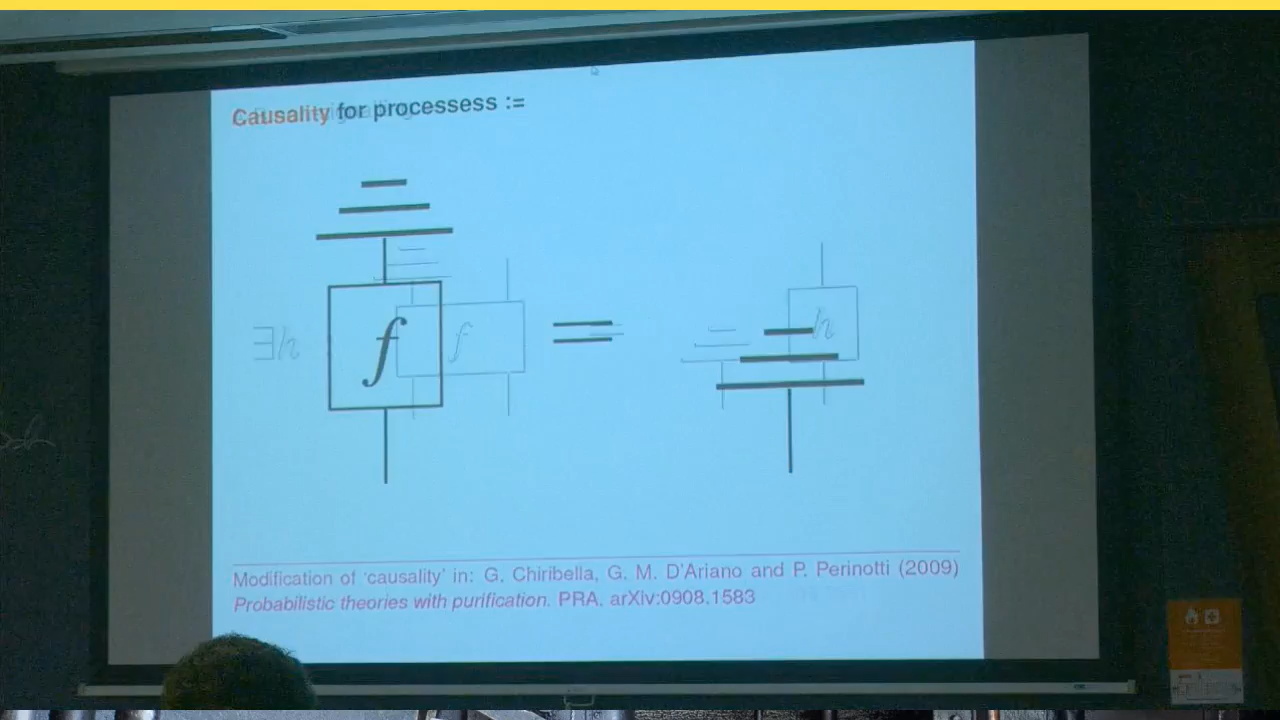 Causality for processess :=
∃h
f
f
=
h
Modification of 'causality' in: G. Chiribella, G. M. D'Ariano and P. Perinotti (2009)
Probabilistic theories with purification. PRA, arXiv:0908.1583